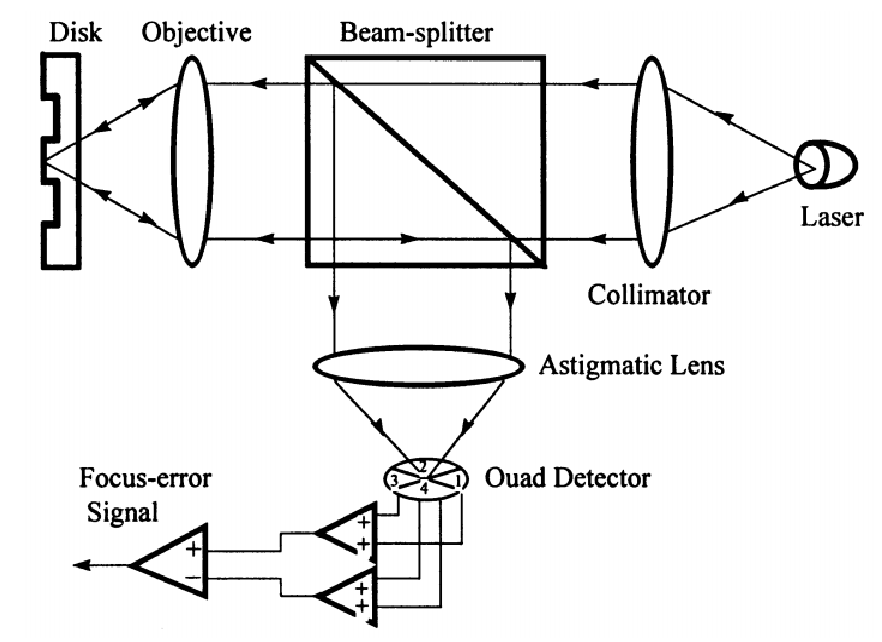 Disk Objective Beam-splitter
Laser
Collimator
Astigmatic Lens
2
3 1
4
Ouad Detector
Focus-error
Signal
+
+
+
−
+
+